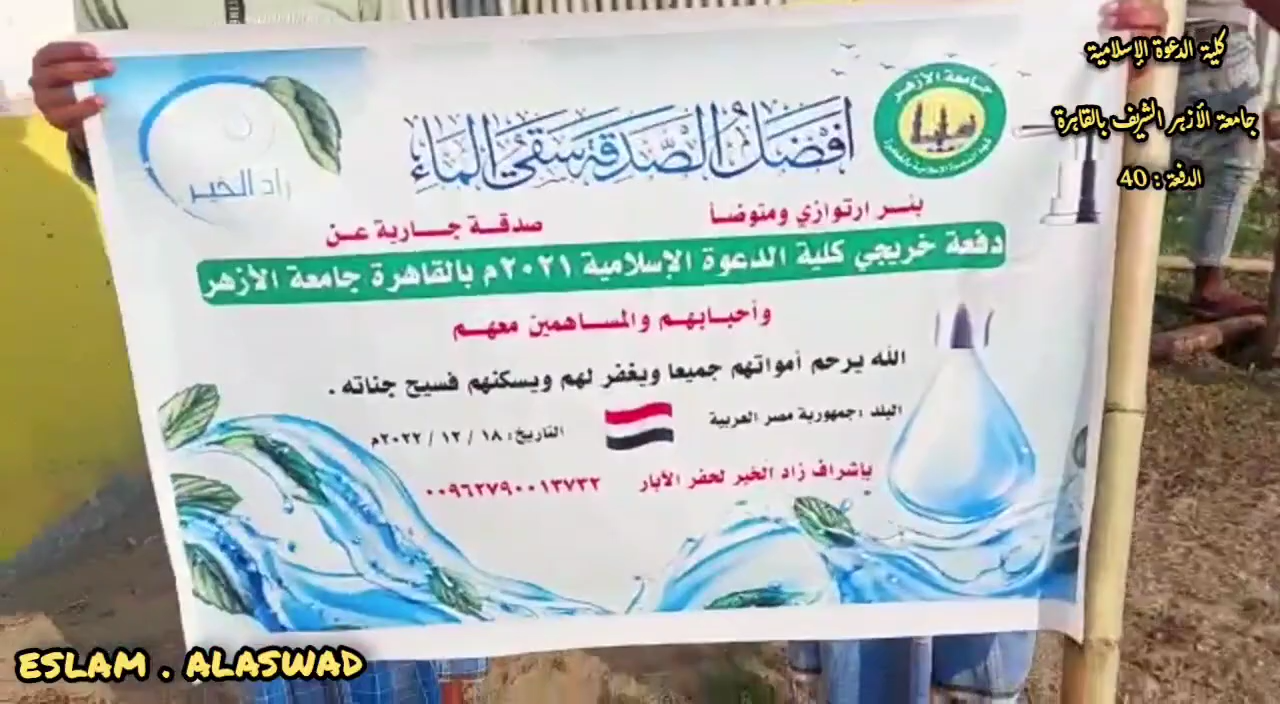 كلية الدعوة الإسلامية
جامعة الأزهر الشريف بالقاهرة
الدفعة : 40
جامعة الأزهر
زاد الخير
أفضل الصدقة سقي الماء
بئر ارتوازي ومتوضأ
صدقة جارية عن
دفعة خريجي كلية الدعوة الإسلامية ٢٠٢١م بالقاهرة جامعة الأزهر
وأحبابهم والمساهمين معهم
الله يرحم أمواتهم جميعا ويغفر لهم ويسكنهم فسيح جناته .
البلد : جمهورية مصر العربية
التاريخ : ١٨ / ١٢ / ٢٠٢٢م
بإشراف زاد الخير لحفر الآبار ٠٠٩٦٢٧٩٠٠١٣٧٣٢
ESLAM . ALASWAD